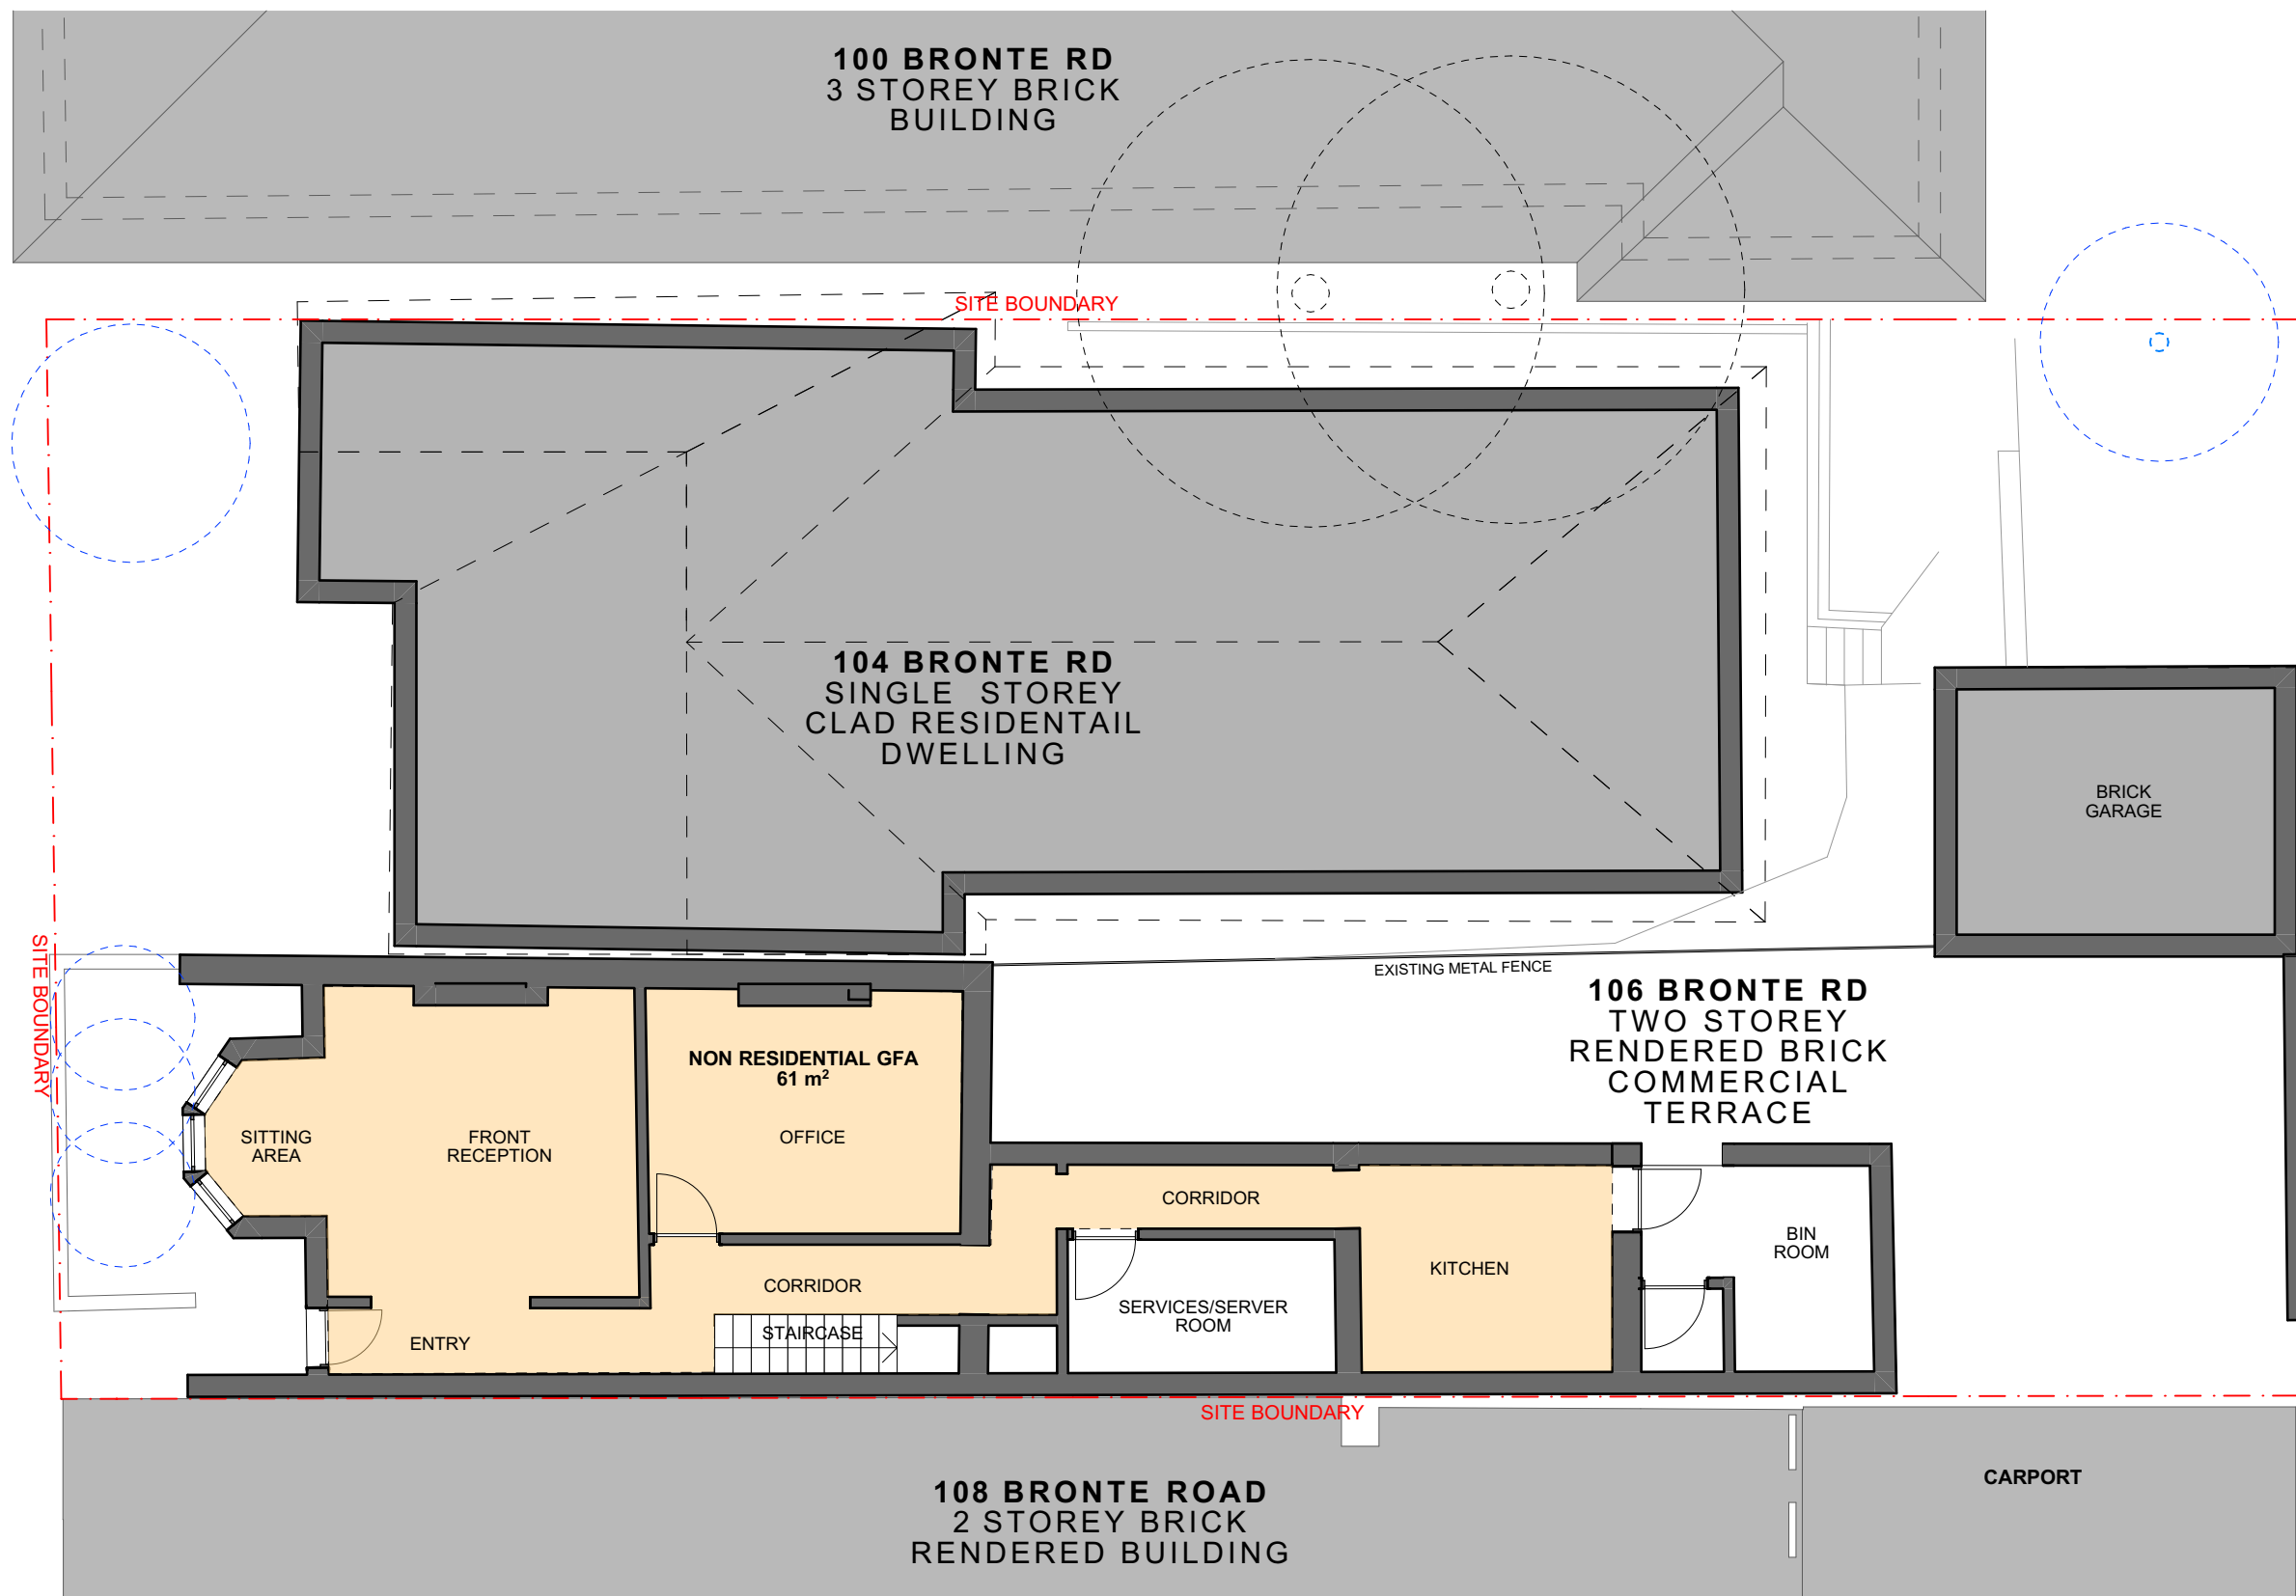 100 BRONTE RD
3 STOREY BRICK
BUILDING
SITE BOUNDARY
104 BRONTE RD
SINGLE STOREY
CLAD RESIDENTAIL
DWELLING
BRICK
GARAGE
SITE BOUNDARY
EXISTING METAL FENCE
106 BRONTE RD
TWO STOREY
RENDERED BRICK
COMMERCIAL
TERRACE
NON RESIDENTIAL GFA
61 m²
SITTING
AREA
FRONT
RECEPTION
OFFICE
CORRIDOR
BIN
ROOM
KITCHEN
CORRIDOR
SERVICES/SERVER
ROOM
STAIRCASE
ENTRY
SITE BOUNDARY
CARPORT
108 BRONTE ROAD
2 STOREY BRICK
RENDERED BUILDING